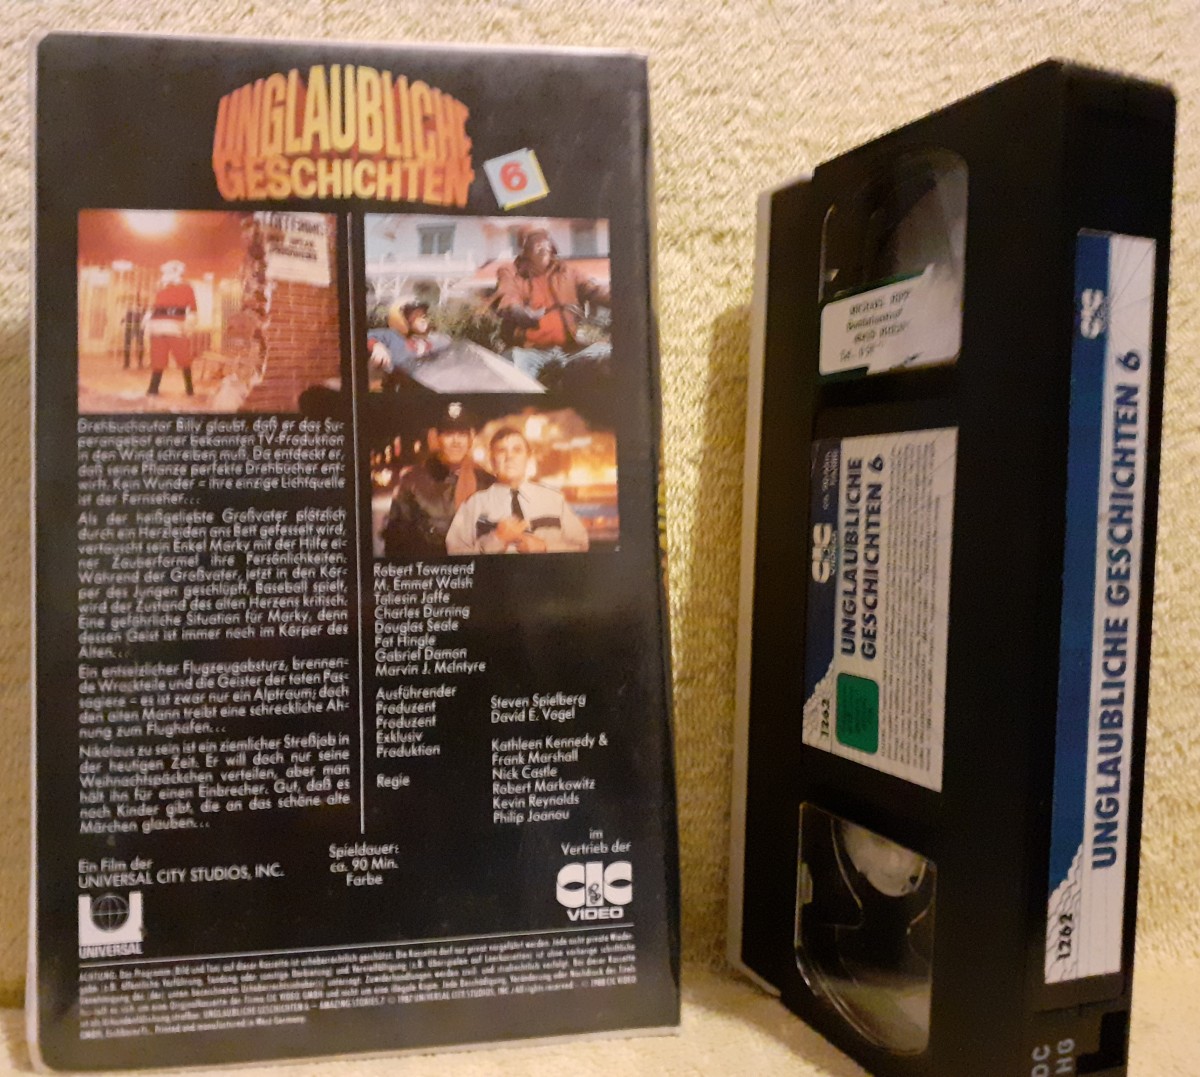 UNGLAUBLICHE
GESCHICHTEN
6
Drehbuchautor Billy glaubt, daß er das Su-
perangebot einer bekannten TV-Produktion
in den Wind schreiben muß. Da entdeckt er,
daß seine Pflanze perfekte Drehbücher ent-
wirft. Kein Wunder – ihre einzige Lichtquelle
ist der Fernseher...
Als der heißgeliebte Großvater plötzlich
durch ein Herzleiden ans Bett gefesselt wird,
vertauscht sein Enkel Marky mit der Hilfe ei-
ner Zauberformel ihre Persönlichkeiten.
Während der Großvater, jetzt in den Kör-
per des Jungen geschlüpft, Baseball spielt,
wird der Zustand des alten Herzens kritisch.
Eine gefährliche Situation für Marky, denn
dessen Geist ist immer noch im Körper des
Alten...
Ein entsetzlicher Flugzeugabsturz, brennen-
de Wrackteile und die Geister der toten Pas-
sagiere – es ist zwar nur ein Alptraum; doch
den alten Mann treibt eine schreckliche Ah-
nung zum Flughafen...
Nikolaus zu sein ist ein ziemlicher Streßjob in
der heutigen Zeit. Er will doch nur seine
Weihnachtspäckchen verteilen, aber man
hält ihn für einen Einbrecher. Gut, daß es
noch Kinder gibt, die an das schöne alte
Märchen glauben...
Robert Townsend
M. Emmet Walsh
Taliesin Jaffe
Charles Durning
Douglas Seale
Pat Hingle
Gabriel Damon
Marvin J. McIntyre
Ausführender
Produzent Steven Spielberg
Produzent David E. Vogel
Exklusiv
Produktion Kathleen Kennedy &
Frank Marshall
Regie Nick Castle
Robert Markowitz
Kevin Reynolds
Philip Joanou
Ein Film der
UNIVERSAL CITY STUDIOS, INC.
Spieldauer:
ca. 90 Min.
Farbe
im
Vertrieb der
CIC
VIDEO
UNIVERSAL
Printed and manufactured in West Germany.
CIC
VIDEO
UNGLAUBLICHE
GESCHICHTEN 6
1262
CIC
UNGLAUBLICHE GESCHICHTEN 6
1262